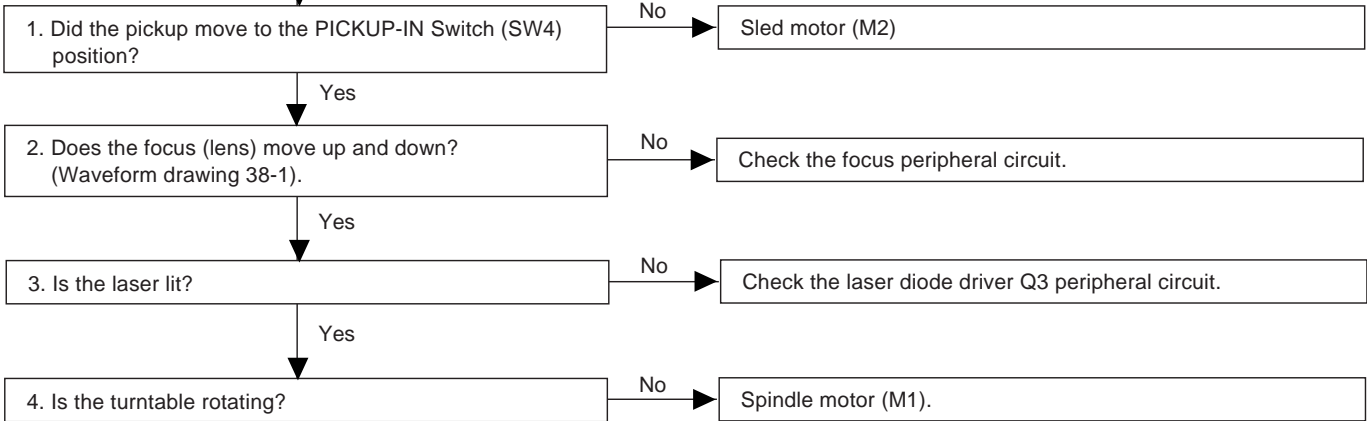 1. Did the pickup move to the PICKUP-IN Switch (SW4)
position?
No
Sled motor (M2)
Yes
2. Does the focus (lens) move up and down?
(Waveform drawing 38-1).
No
Check the focus peripheral circuit.
Yes
3. Is the laser lit?
No
Check the laser diode driver Q3 peripheral circuit.
Yes
4. Is the turntable rotating?
No
Spindle motor (M1).